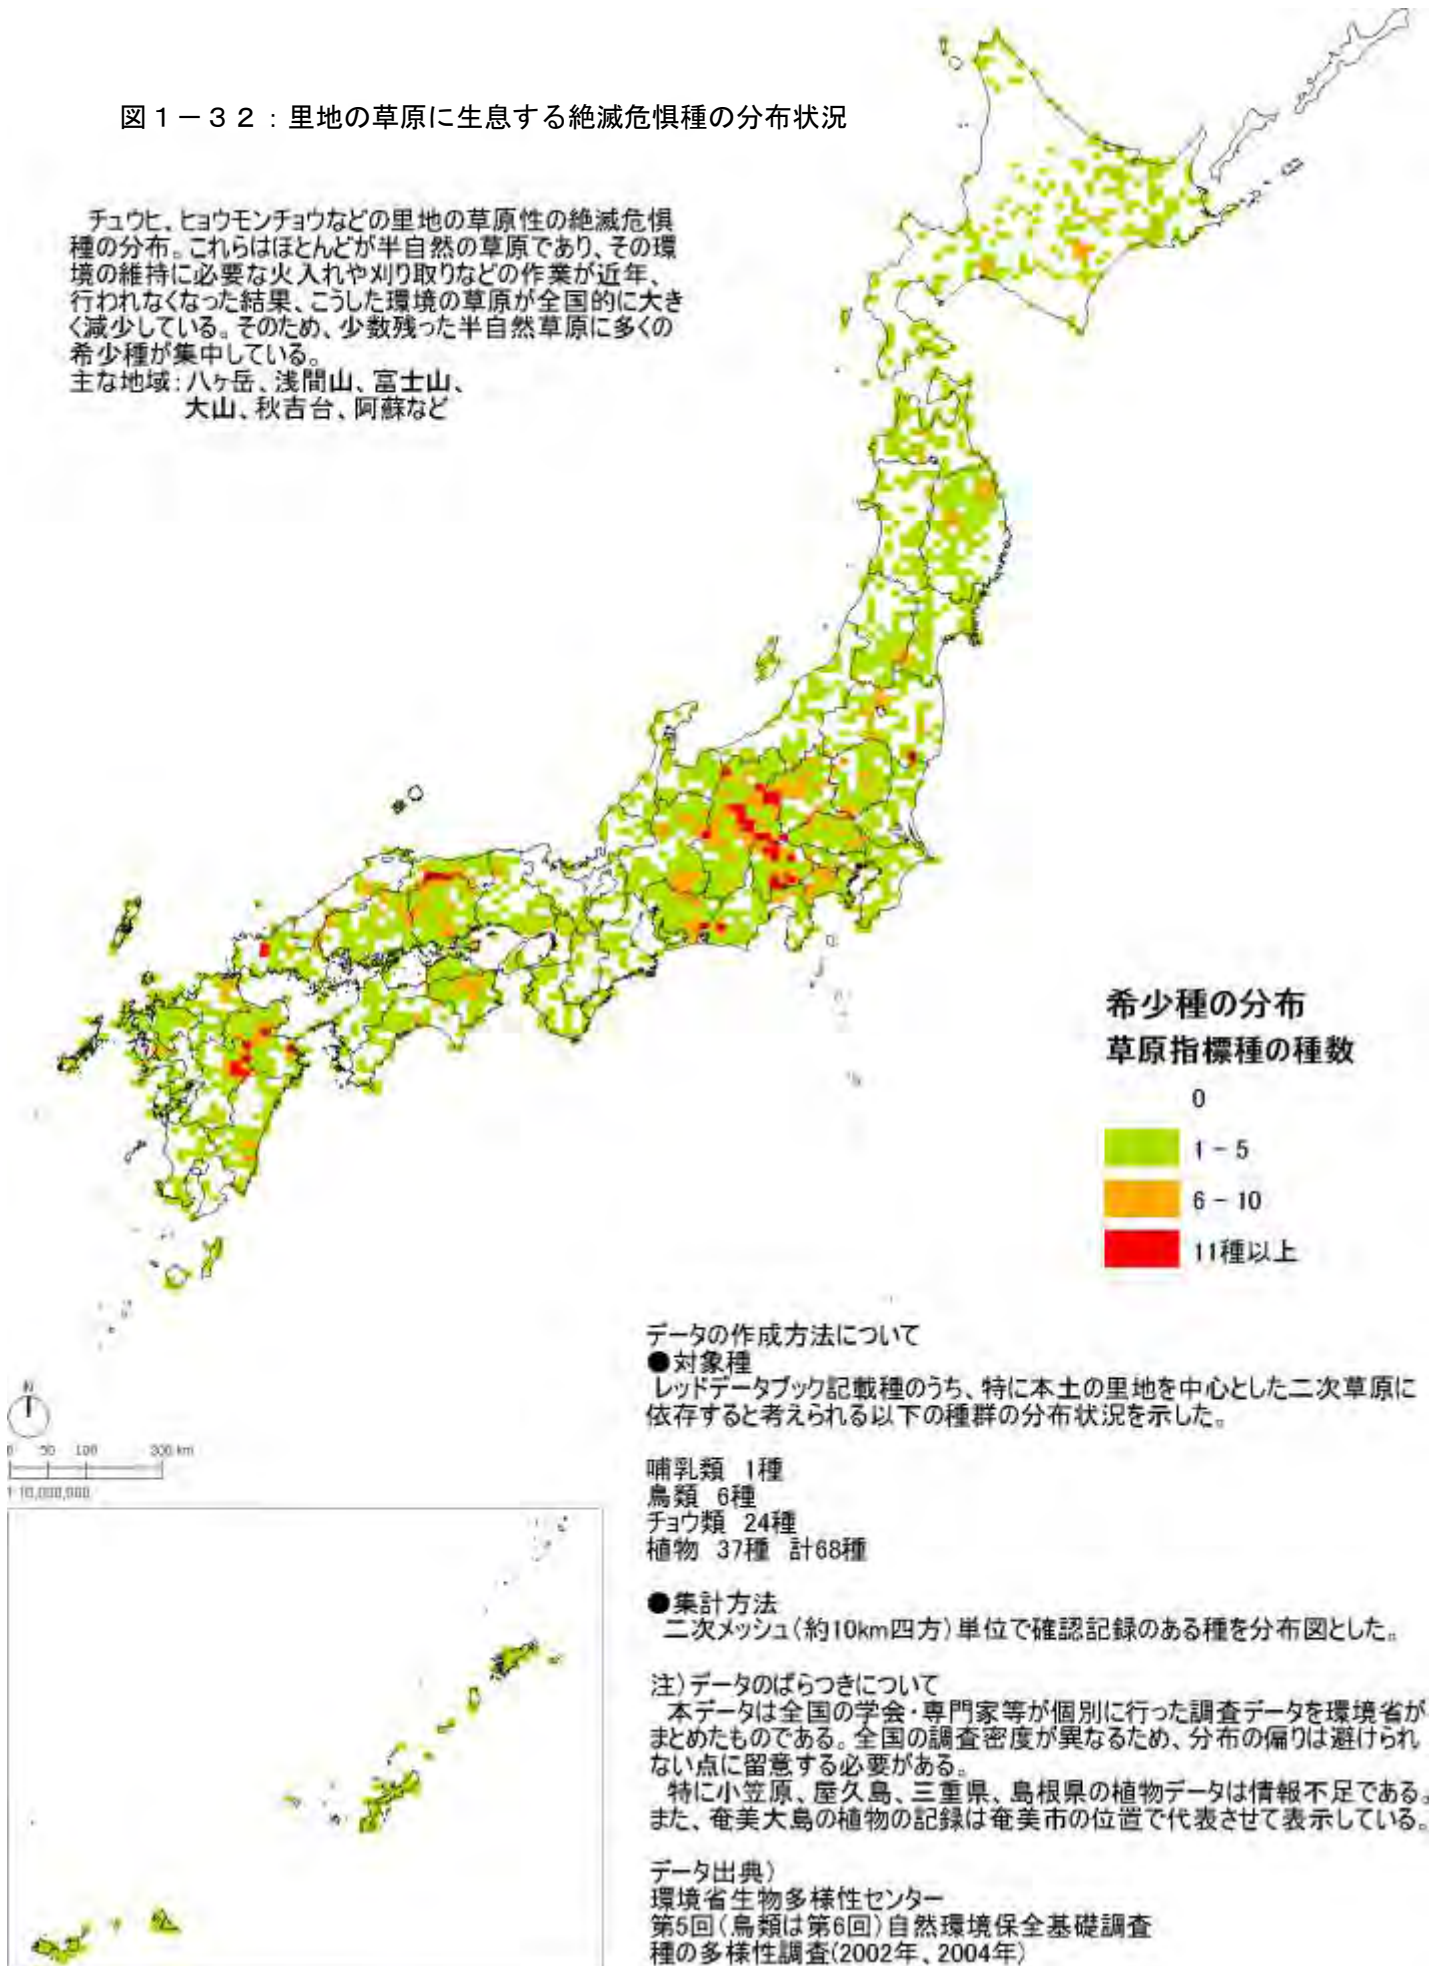 図1-32:里地の草原に生息する絶滅危惧種の分布状況
チュウヒ、ヒョウモンチョウなどの里地の草原性の絶滅危惧
種の分布。これらはほとんどが半自然の草原であり、その環
境の維持に必要な火入れや刈り取りなどの作業が近年、
行われなくなった結果、こうした環境の草原が全国的に大き
く減少している。そのため、少数残った半自然草原に多くの
希少種が集中している。
主な地域:八ヶ岳、浅間山、富士山、
大山、秋吉台、阿蘇など
希少種の分布
草原指標種の種数
0
1 - 5
6 - 10
11種以上
データの作成方法について
●対象種
レッドデータブック記載種のうち、特に本土の里地を中心とした二次草原に
依存すると考えられる以下の種群の分布状況を示した。
哺乳類 1種
鳥類 6種
チョウ類 24種
植物 37種 計68種
●集計方法
二次メッシュ(約10km四方)単位で確認記録のある種を分布図とした。
注)データのばらつきについて
本データは全国の学会・専門家等が個別に行った調査データを環境省が
まとめたものである。全国の調査密度が異なるため、分布の偏りは避けられ
ない点に留意する必要がある。
特に小笠原、屋久島、三重県、島根県の植物データは情報不足である。
また、奄美大島の植物の記録は奄美市の位置で代表させて表示している。
データ出典)
環境省生物多様性センター
第5回(鳥類は第6回)自然環境保全基礎調査
種の多様性調査(2002年、2004年)
N
0 50 100 300 km
1:10,000,000